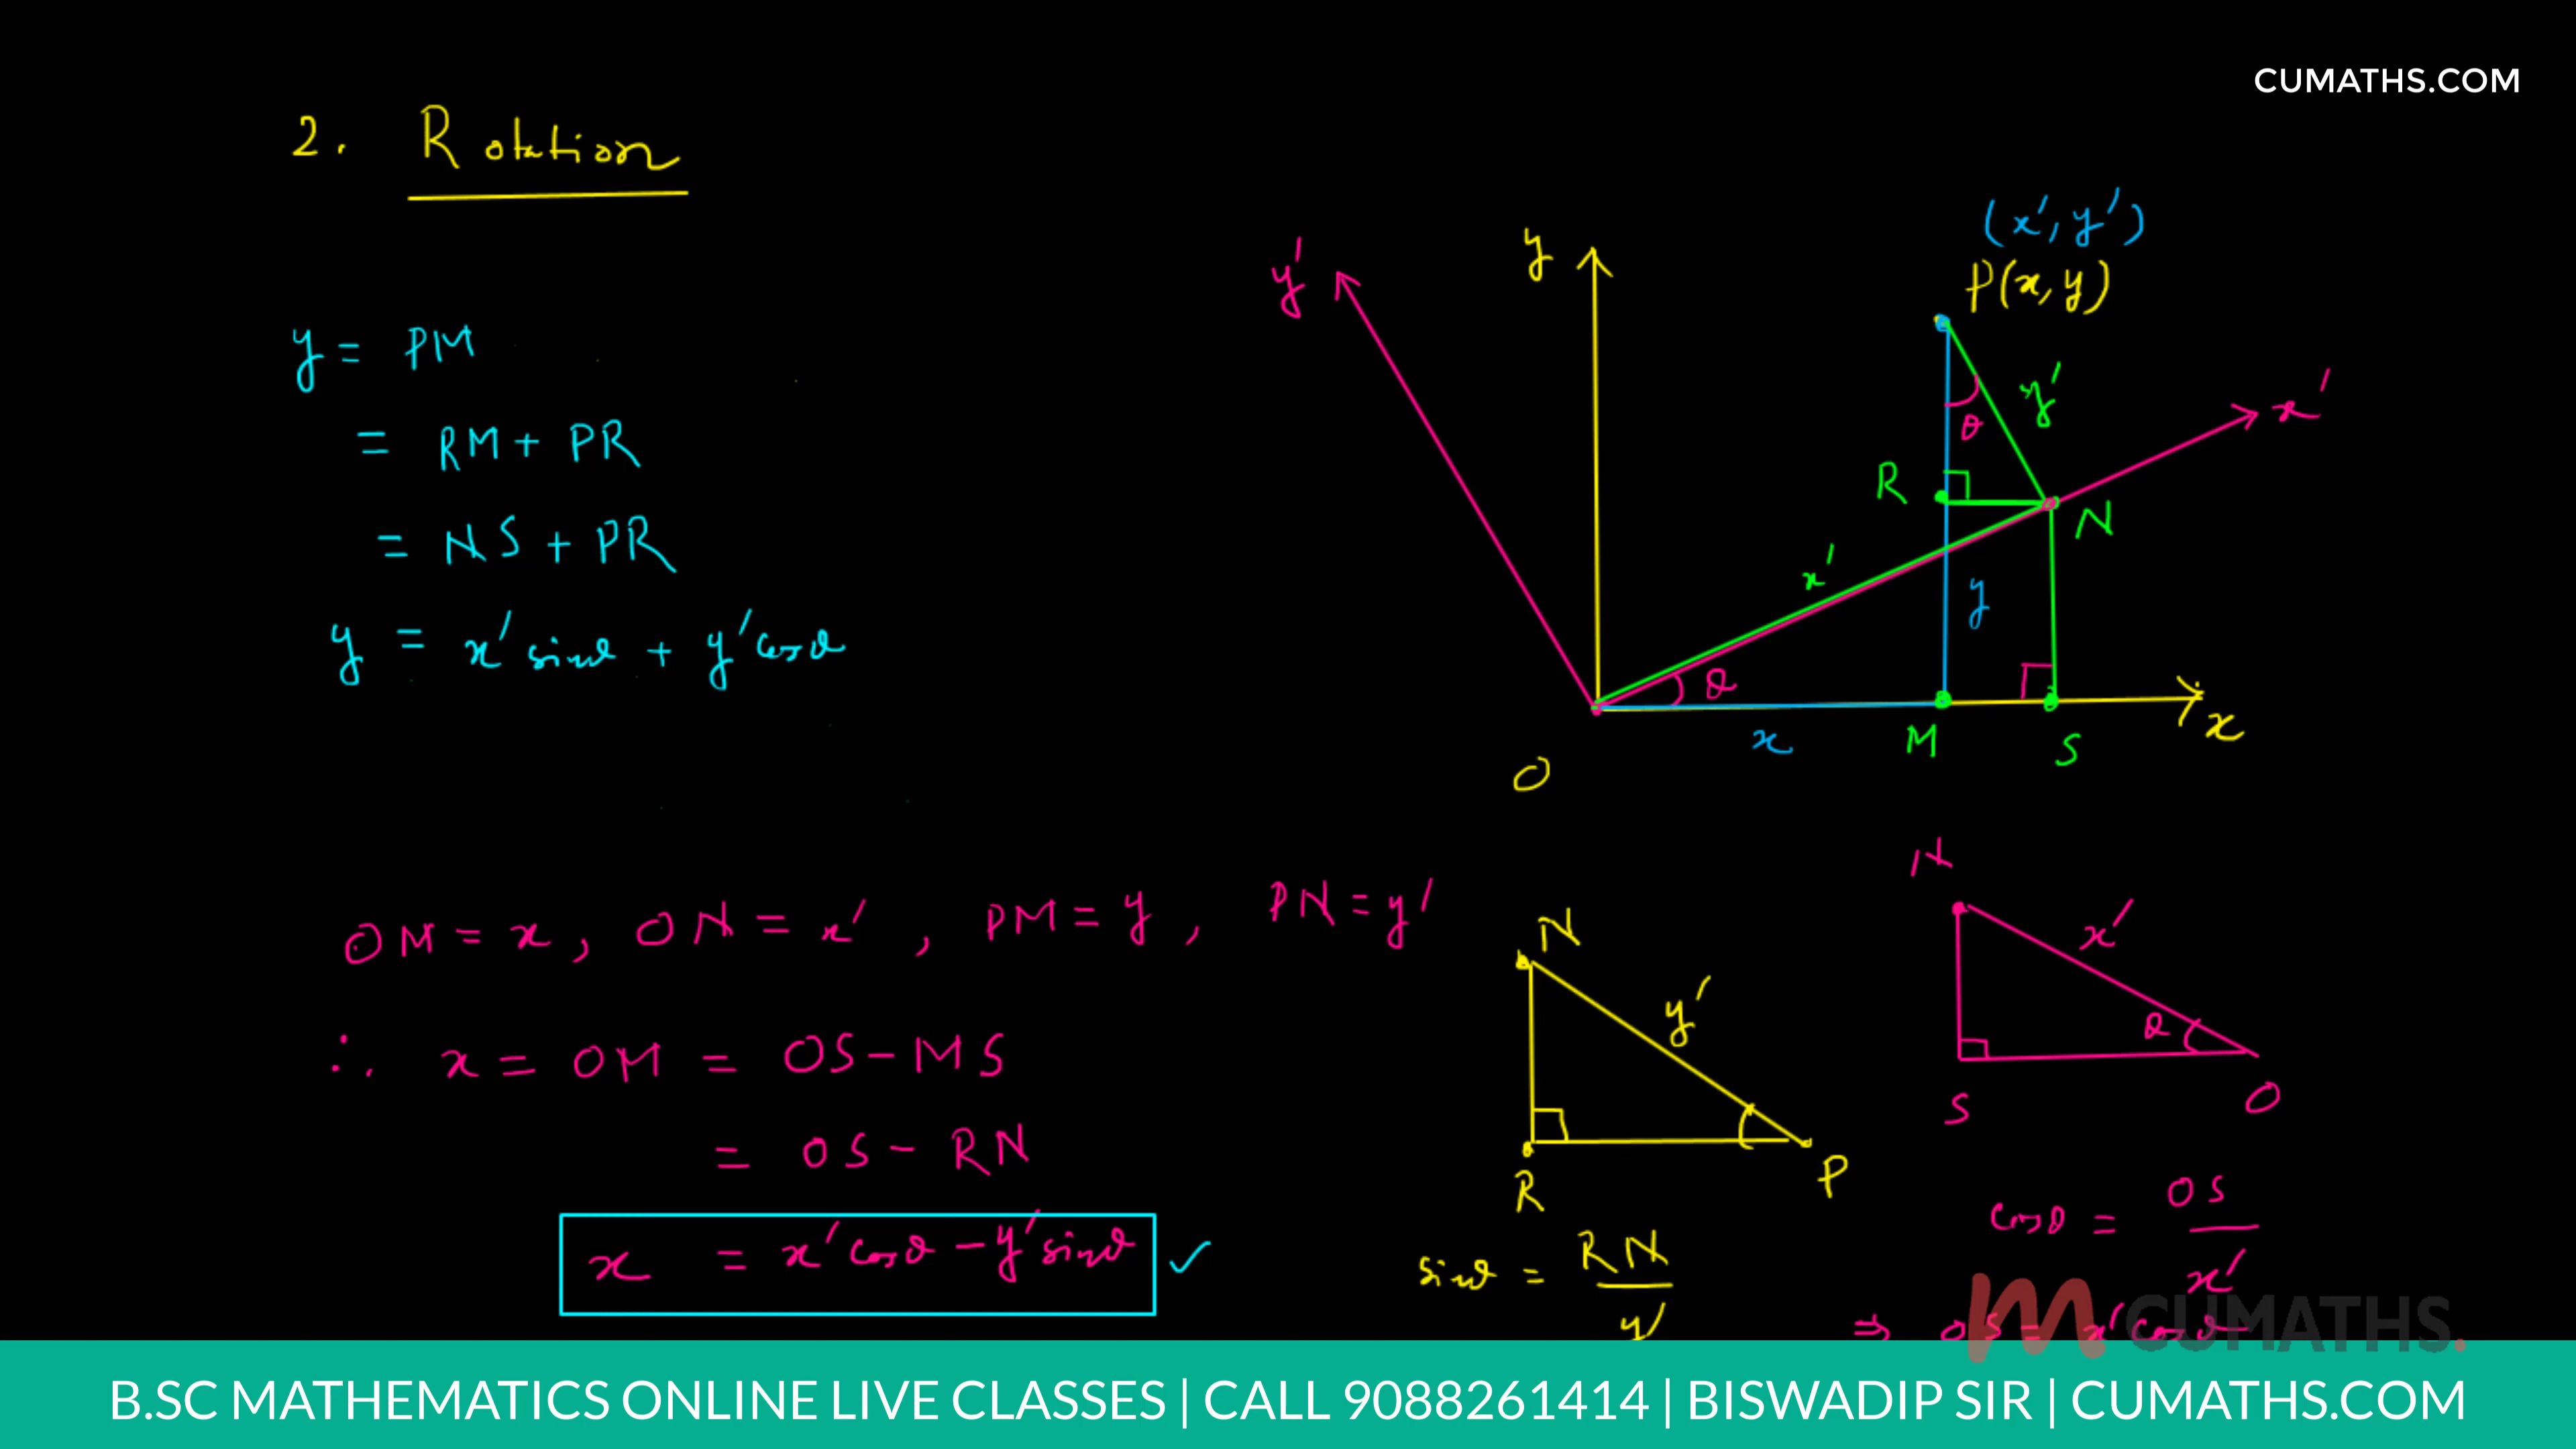 CUMATHS.COM
2. Rotation
y = PM
= RM + PR
= NS + PR
y = x' sinθ + y' cosθ
(x', y')
P(x, y)
y'
y
y'
x'
θ
R
N
x'
y
θ
x
x
M
S
O
OM = x, ON = x', PM = y, PN = y'
∴ x = OM = OS - MS
= OS - RN
x = x' cosθ - y' sinθ ✓
N
y'
R
P
sinθ = RN / y'
N
x'
θ
S
O
cosθ = OS / x'
⇒ OS = x' cosθ
CUMATHS.
B.SC MATHEMATICS ONLINE LIVE CLASSES | CALL 9088261414 | BISWADIP SIR | CUMATHS.COM